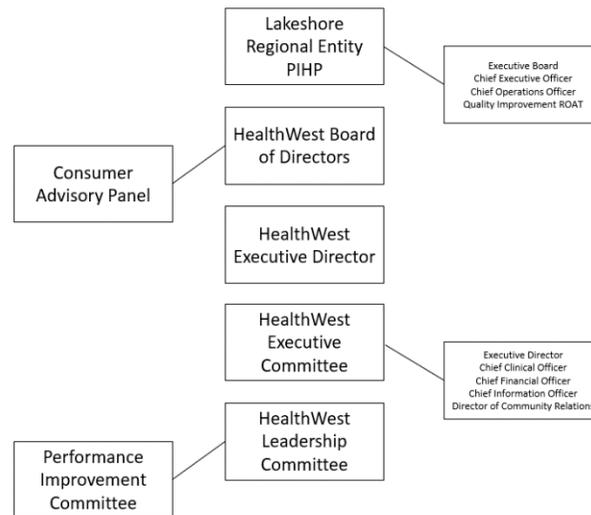 Lakeshore
Regional Entity
PIHP
Executive Board
Chief Executive Officer
Chief Operations Officer
Quality Improvement ROAT
HealthWest Board
of Directors
Consumer
Advisory Panel
HealthWest
Executive Director
HealthWest
Executive
Committee
Executive Director
Chief Clinical Officer
Chief Financial Officer
Chief Information Officer
Director of Community Relations
HealthWest
Leadership
Committee
Performance
Improvement
Committee